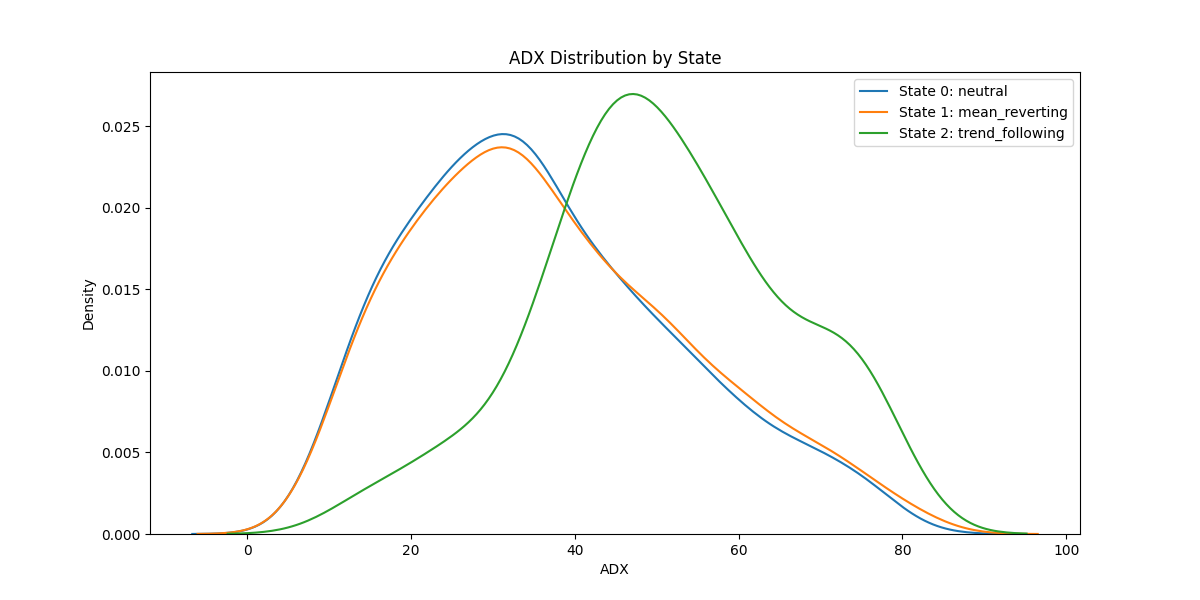 ADX Distribution by State
State 0: neutral
State 1: mean_reverting
State 2: trend_following
0.025
0.020
0.015
0.010
0.005
0.000
Density
0 20 40 60 80 100
ADX